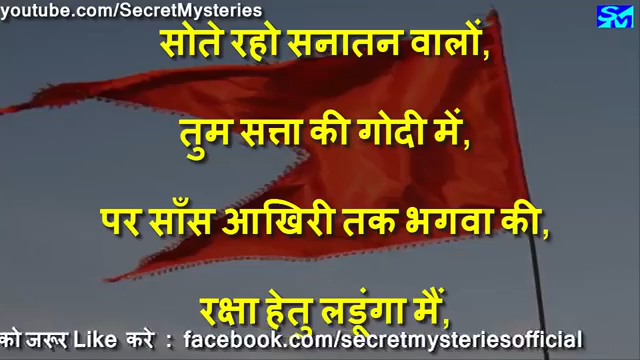 youtube.com/SecretMysteries
SM
सोते रहो सनातन वालों,
तुम सत्ता की गोदी में,
पर साँस आखिरी तक भगवा की,
रक्षा हेतु लडूंगा मैं,
को जरूर Like करे : facebook.com/secretmysteriesofficial